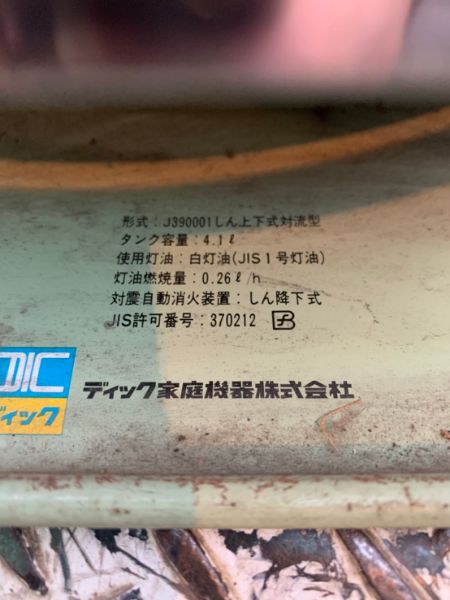 形式：J390001しん上下式対流型
タンク容量：4.1ℓ
使用灯油：白灯油(JIS1号灯油)
灯油燃焼量：0.26ℓ/h
対震自動消火装置：しん降下式
JIS許可番号：370212
DIC
ディック
ディック家庭機器株式会社